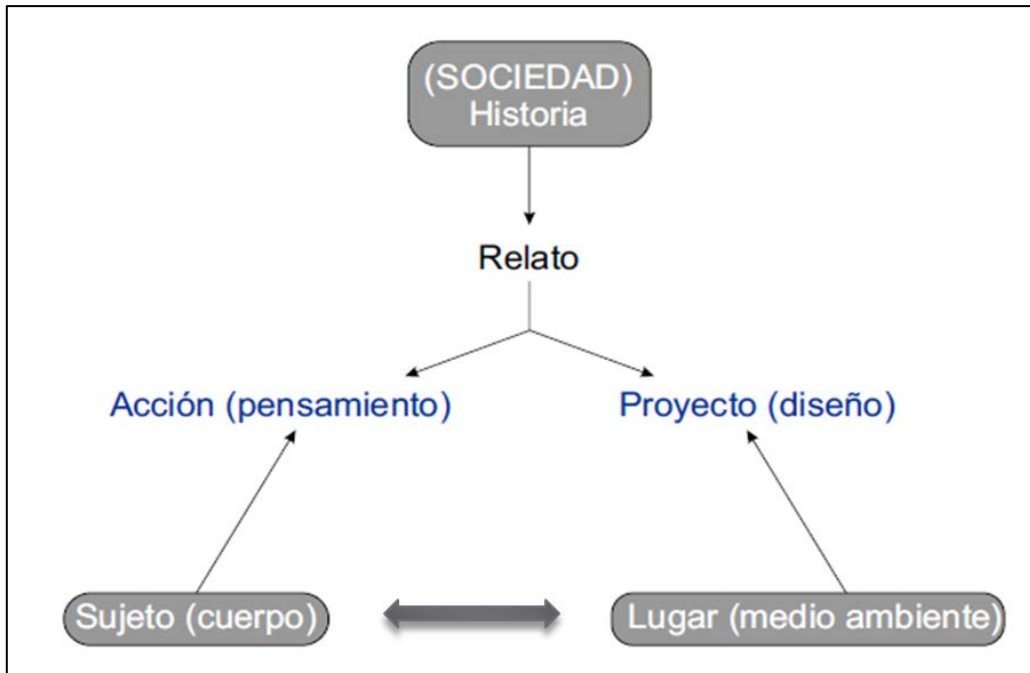 (SOCIEDAD)
Historia
Relato
Acción (pensamiento)
Proyecto (diseño)
Sujeto (cuerpo)
Lugar (medio ambiente)